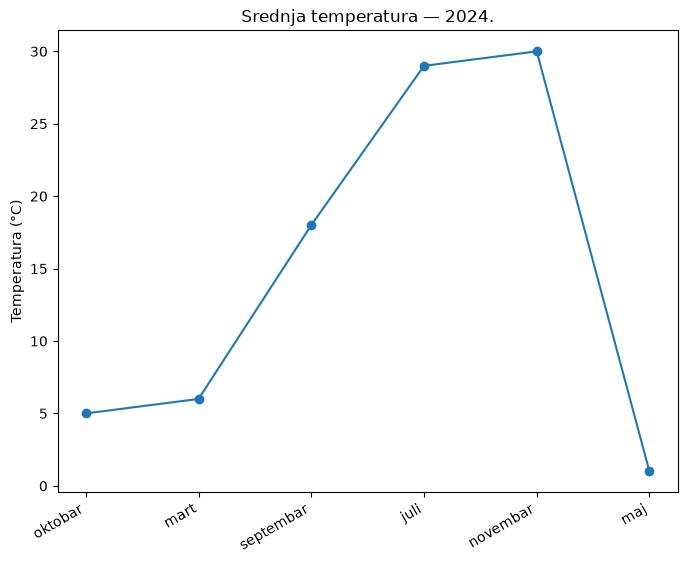 Srednja temperatura — 2024.
Temperatura (°C)
30
25
20
15
10
5
0
oktobar
mart
septembar
juli
novembar
maj